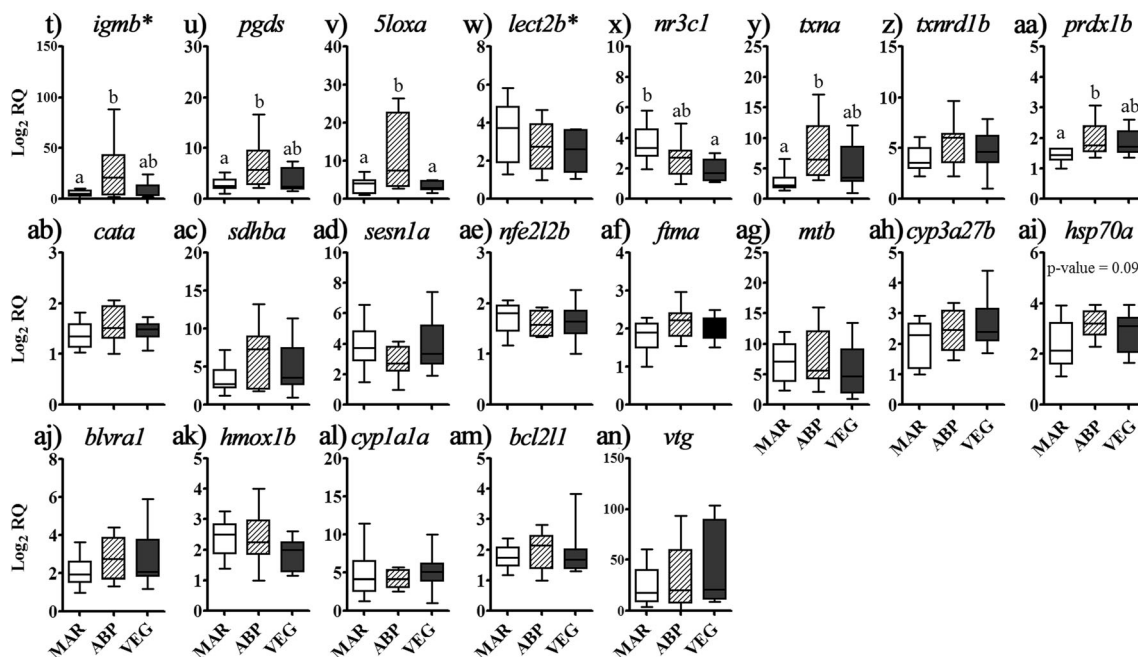 t) igmb* u) pgds v) 5loxa w) lect2b* x) nr3c1 y) txna z) txnrd1b aa) prdx1b
Log2 RQ
150 100 50 0
a b ab
30 20 10 0
a b a
40 30 20 10 0
a b a
8 6 4 2 0
10 8 6 4 2 0
b ab a
25 20 15 10 5 0
a b ab
15 10 5 0
5 4 3 2 1 0
a b ab
ab) cata ac) sdhba ad) sesn1a ae) nfe2l2b af) ftma ag) mtb ah) cyp3a27b ai) hsp70a
Log2 RQ
3 2 1 0
20 15 10 5 0
10 8 6 4 2 0
3 2 1 0
4 3 2 1 0
25 20 15 10 5 0
5 4 3 2 1 0
6 4 2 0
p-value = 0.09
MAR ABP VEG
MAR ABP VEG
MAR ABP VEG
aj) blvra1 ak) hmox1b al) cyp1a1a am) bcl2l1 an) vtg
Log2 RQ
8 6 4 2 0
5 4 3 2 1 0
20 15 10 5 0
5 4 3 2 1 0
150 100 50 0
MAR ABP VEG
MAR ABP VEG
MAR ABP VEG
MAR ABP VEG
MAR ABP VEG